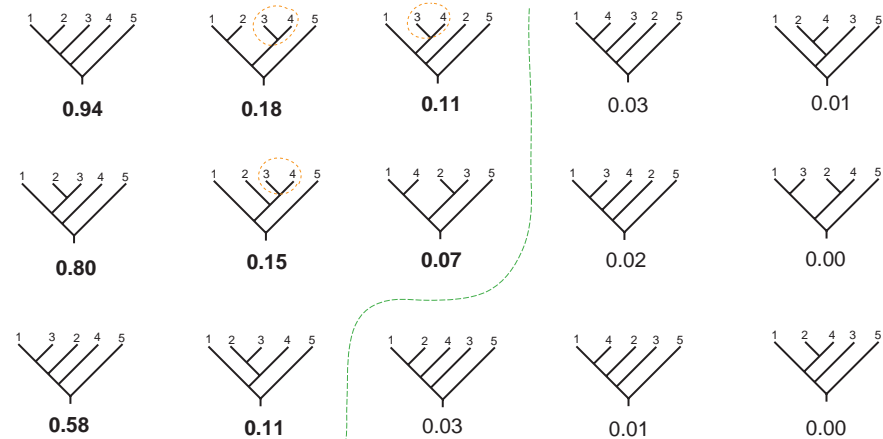 1 2 3 4 5 1 2 3 4 5 1 3 4 2 5 1 4 3 2 5 1 2 4 3 5
0.94 0.18 0.11 0.03 0.01
1 2 3 4 5 1 2 3 4 5 1 4 2 3 5 1 3 4 2 5 1 3 2 4 5
0.80 0.15 0.07 0.02 0.00
1 3 2 4 5 1 2 3 4 5 1 2 4 3 5 1 4 2 3 5 1 2 4 3 5
0.58 0.11 0.03 0.01 0.00